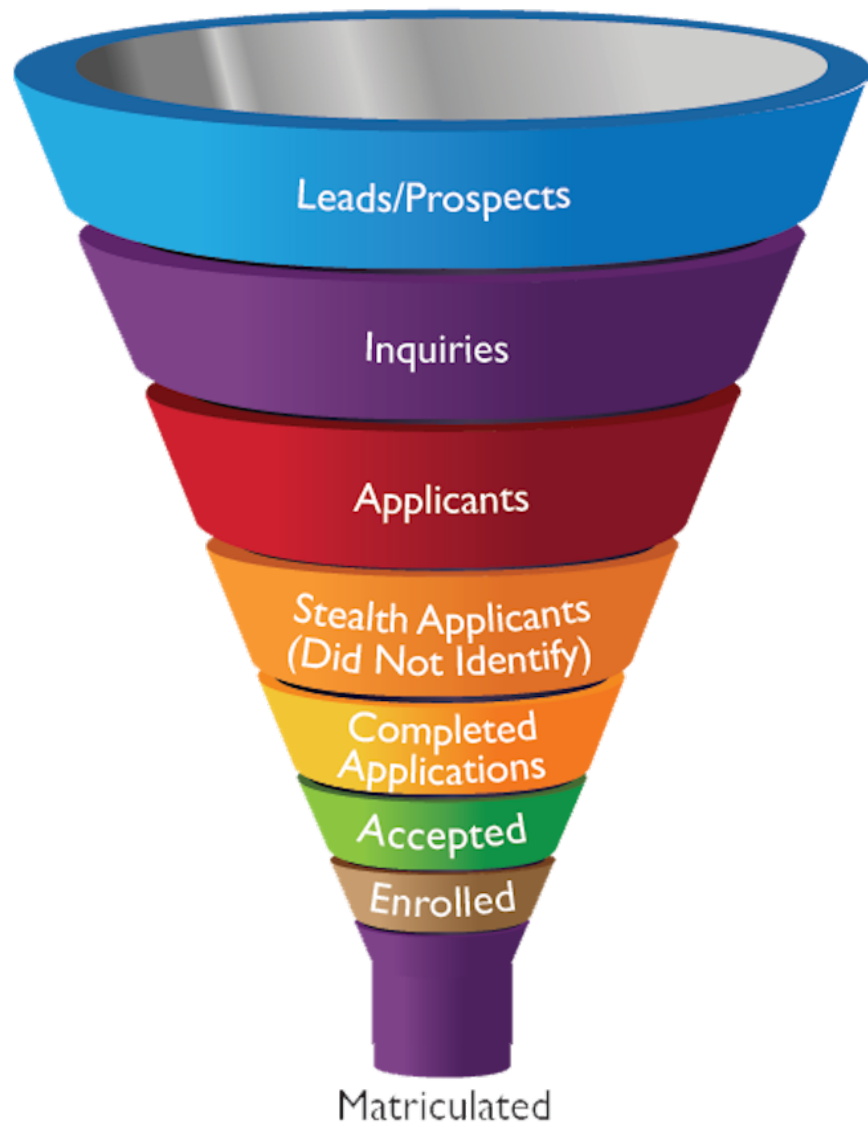 Leads/Prospects
Inquiries
Applicants
Stealth Applicants
(Did Not Identify)
Completed
Applications
Accepted
Enrolled
Matriculated